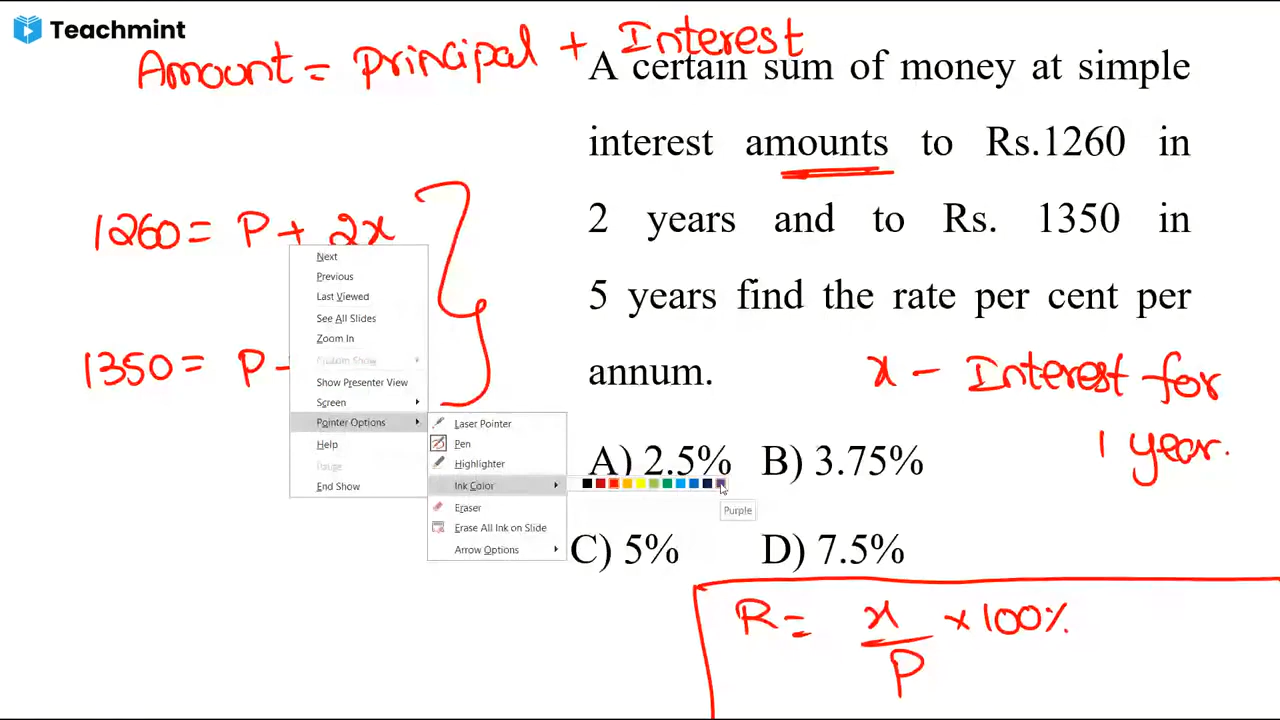 Teachmint
Amount = Principal + Interest
A certain sum of money at simple
interest amounts to Rs.1260 in
2 years and to Rs. 1350 in
5 years find the rate per cent per
annum.
A) 2.5% B) 3.75%
C) 5% D) 7.5%
1260 = P + 2x
1350 = P
x - Interest for
1 year.
R = x/P × 100%
Next
Previous
Last Viewed
See All Slides
Zoom In
Custom Show
Show Presenter View
Screen
Pointer Options
Help
Pause
End Show
Laser Pointer
Pen
Highlighter
Ink Color
Eraser
Erase All Ink on Slide
Arrow Options
Purple